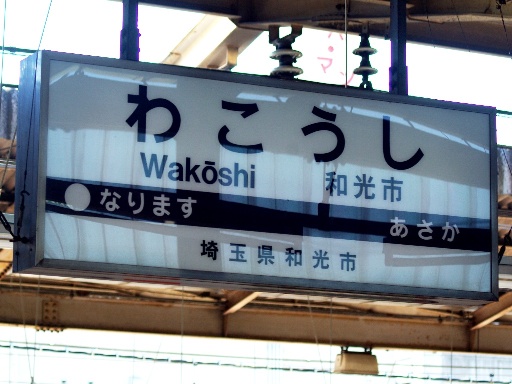 わこうし
Wakōshi 和光市
なります あさか
埼玉県和光市